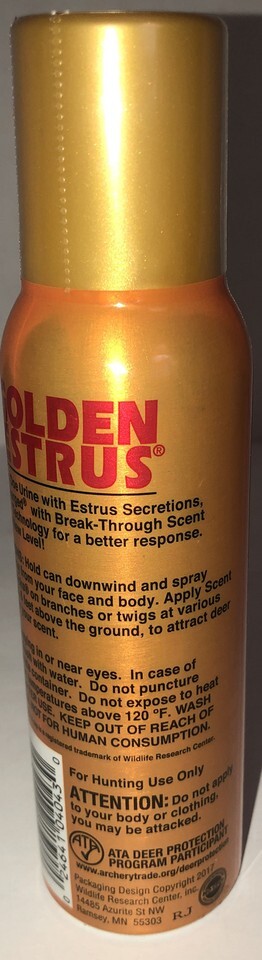 OLDEN
STRUS®
Urine with Estrus Secretions,
with Break-Through Scent
for a better response.
Level!
Hold can downwind and spray
from your face and body. Apply Scent
on branches or twigs at various
feet above the ground, to attract deer
scent.
in or near eyes. In case of
with water. Do not puncture
container. Do not expose to heat
temperatures above 120 °F. WASH
USE. KEEP OUT OF REACH OF
FOR HUMAN CONSUMPTION.
registered trademark of Wildlife Research Center.
For Hunting Use Only
ATTENTION: Do not apply
to your body or clothing,
you may be attacked.
ATA
ATA DEER PROTECTION
PROGRAM PARTICIPANT
www.archerytrade.org/deerprotection
Packaging Design Copyright 2017
Wildlife Research Center, Inc.
14485 Azurite St NW
Ramsey, MN 55303 RJ